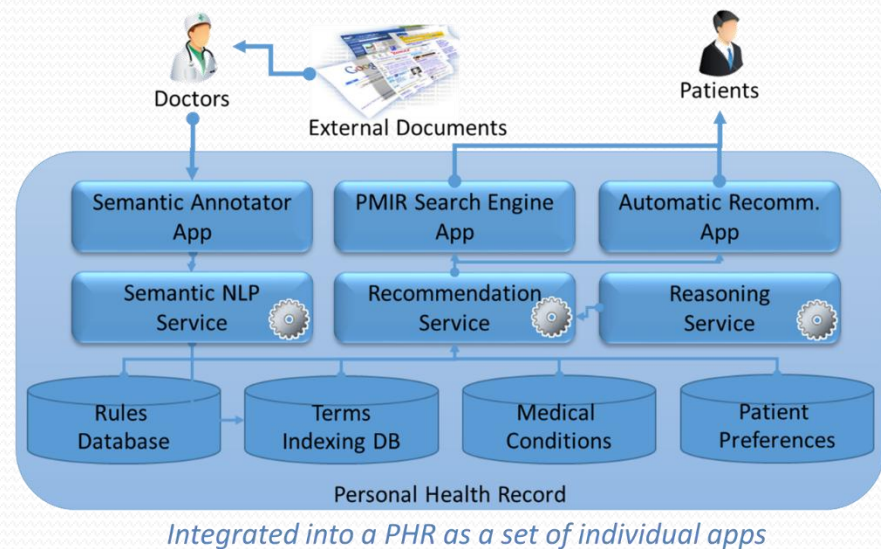 Doctors
External Documents
Patients
Semantic Annotator
App
PMIR Search Engine
App
Automatic Recomm.
App
Semantic NLP
Service
Recommendation
Service
Reasoning
Service
Rules
Database
Terms
Indexing DB
Medical
Conditions
Patient
Preferences
Personal Health Record
Integrated into a PHR as a set of individual apps